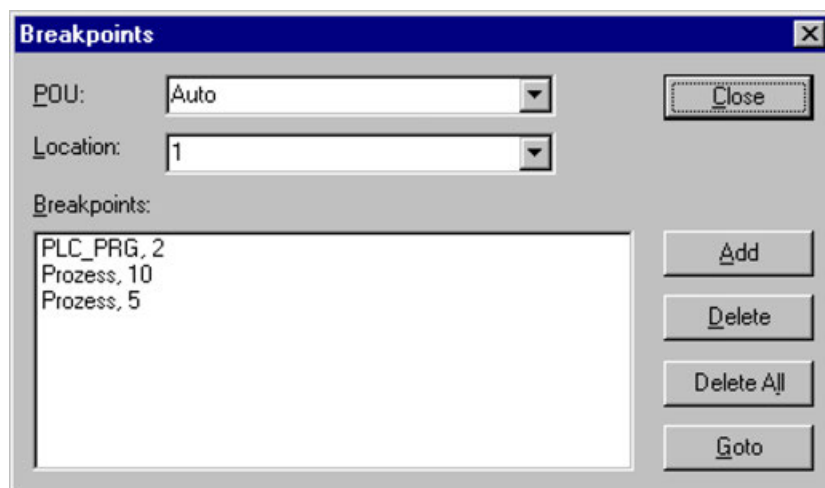 Breakpoints
POU: Auto Close
Location: 1
Breakpoints:
PLC_PRG, 2
Prozess, 10
Prozess, 5
Add
Delete
Delete All
Goto